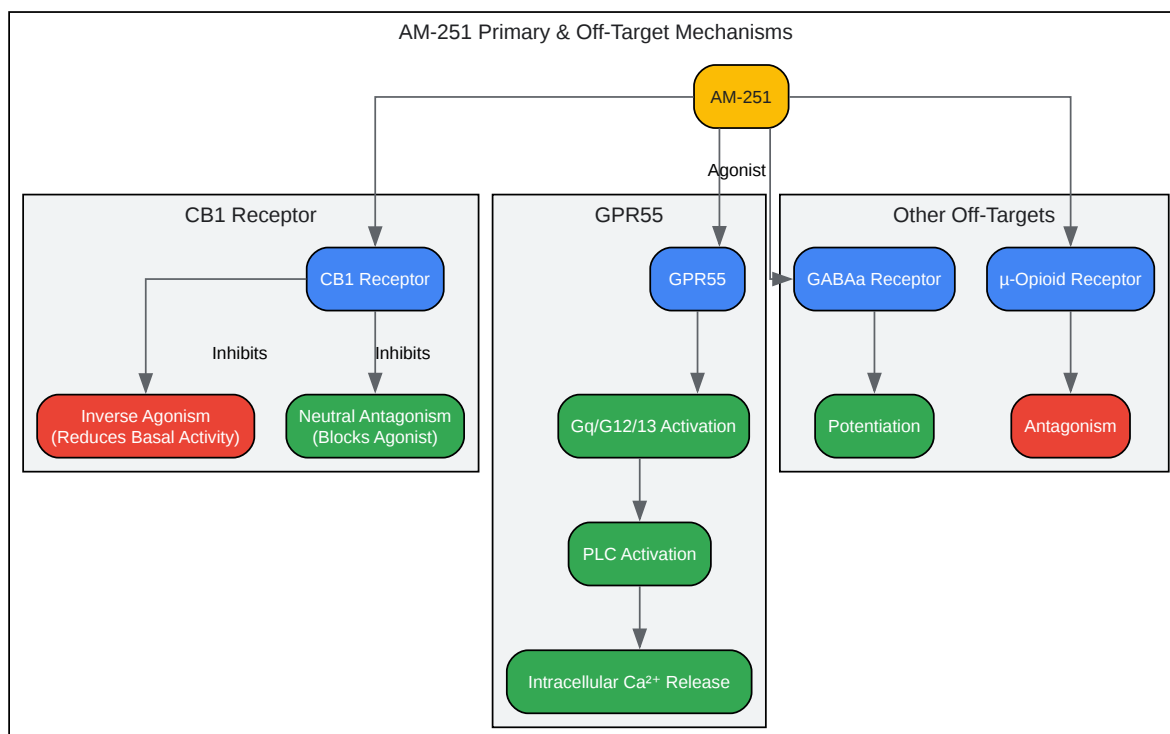 AM-251 Primary & Off-Target Mechanisms
AM-251
Agonist
CB1 Receptor
GPR55
Other Off-Targets
CB1 Receptor
GPR55
GABAa Receptor
µ-Opioid Receptor
Inhibits
Inhibits
Inverse Agonism
(Reduces Basal Activity)
Neutral Antagonism
(Blocks Agonist)
Gq/G12/13 Activation
Potentiation
Antagonism
PLC Activation
Intracellular Ca²⁺ Release